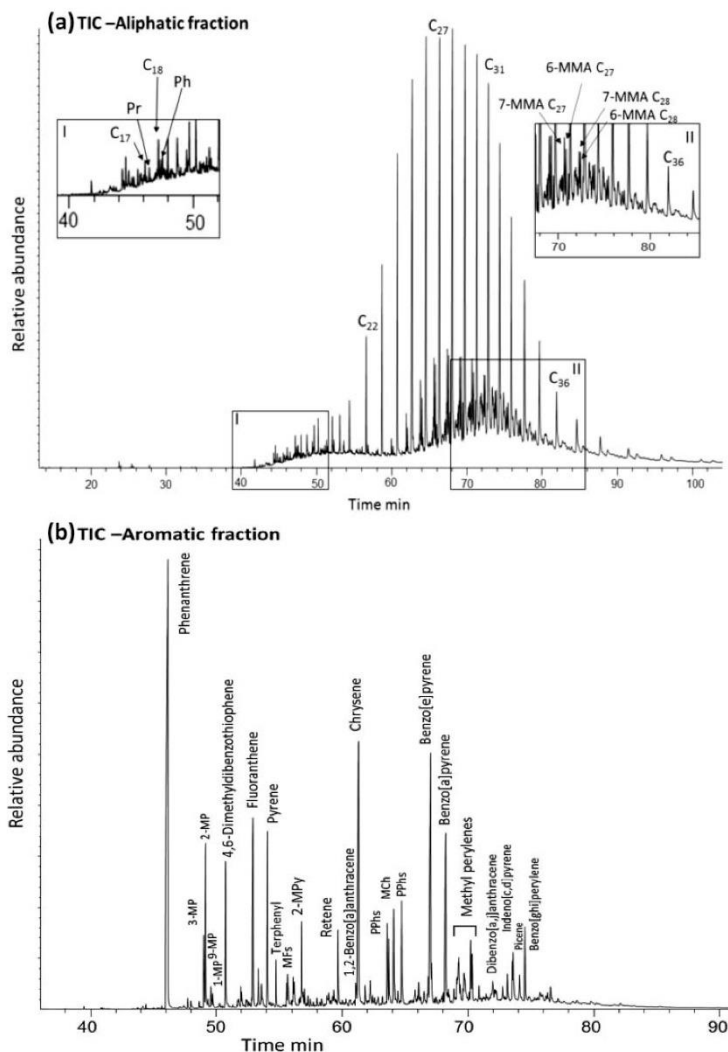 (a) TIC –Aliphatic fraction
C27
C31
C22
C36
I
II
I
C18
Ph
Pr
C17
40
50
6-MMA C27
7-MMA C27
7-MMA C28
6-MMA C28
II
C36
70
80
Relative abundance
20
30
40
50
60
70
80
90
100
Time min
(b) TIC –Aromatic fraction
Phenanthrene
3-MP
2-MP
9-MP
1-MP
4,6-Dimethyldibenzothiophene
Fluoranthene
Pyrene
Terphenyl
MFs
2-MPy
Retene
1,2-Benzo[a]anthracene
Chrysene
PPhs
MCh
PPhs
Benzo[e]pyrene
Benzo[a]pyrene
Methyl perylenes
Dibenzo[a,j]anthracene
Indeno[c,d]pyrene
Picene
Benzo[ghi]perylene
Relative abundance
40
50
60
70
80
90
Time min